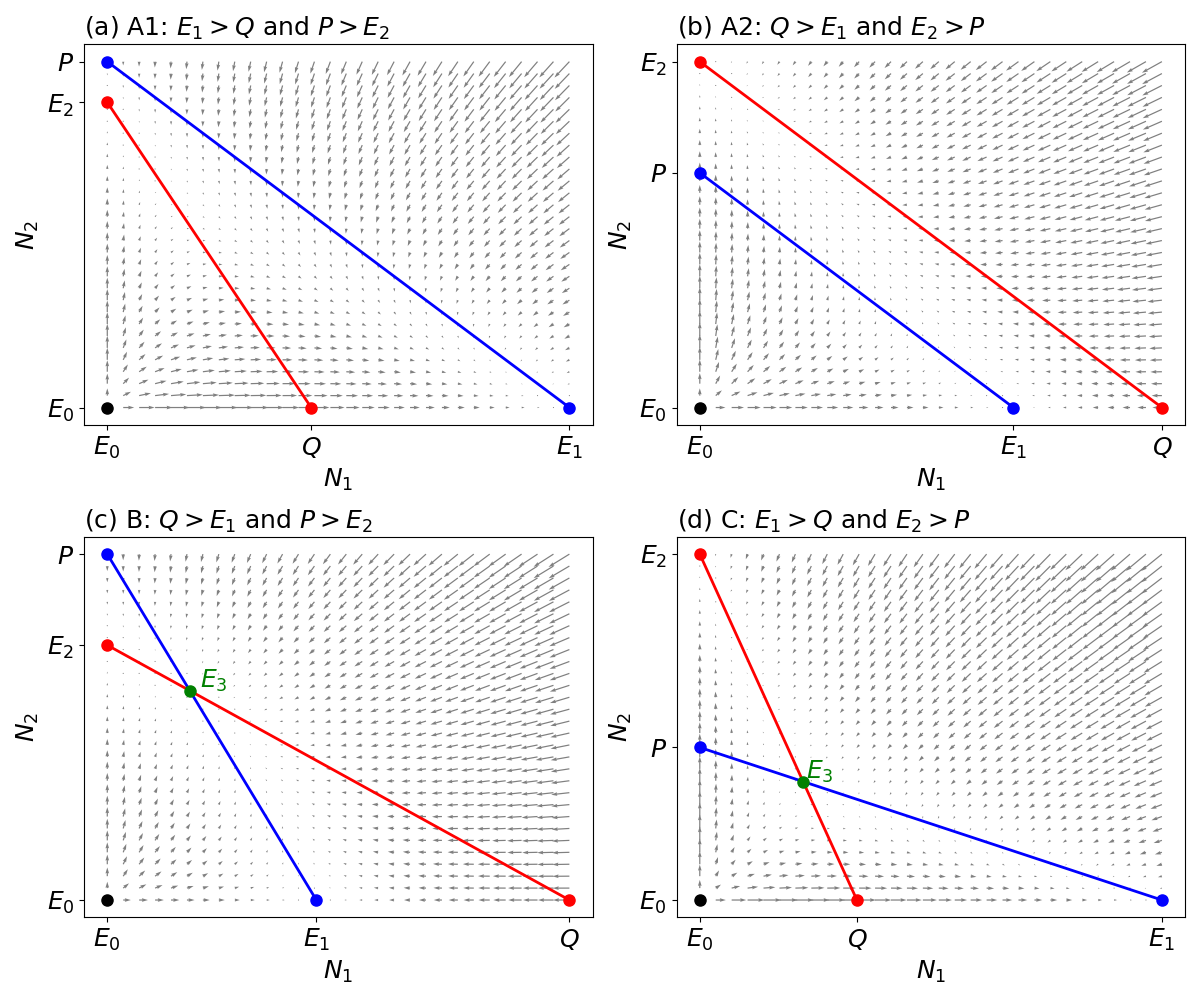 (a) A1: E₁ > Q and P > E₂
P
E₂
N₂
E₀
E₀
Q
E₁
N₁
(b) A2: Q > E₁ and E₂ > P
E₂
P
N₂
E₀
E₀
E₁
Q
N₁
(c) B: Q > E₁ and P > E₂
P
E₂
E₃
N₂
E₀
E₀
E₁
Q
N₁
(d) C: E₁ > Q and E₂ > P
E₂
P
E₃
N₂
E₀
E₀
Q
E₁
N₁